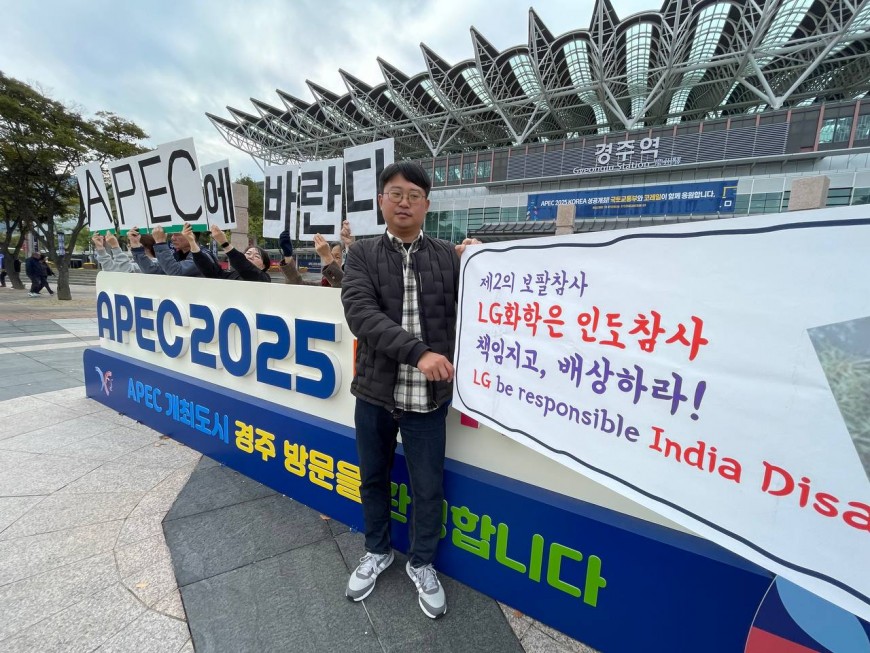 APEC에 바란다
경주역
Gyeongju Station
APEC 2025 KOREA 성공개최! 국토교통부와 코레일이 함께 응원합니다.
제2의 보팔참사
LG화학은 인도참사
책임지고, 배상하라!
LG be responsible India Disa
APEC 2025
APEC 개최도시 경주 방문을 합니다